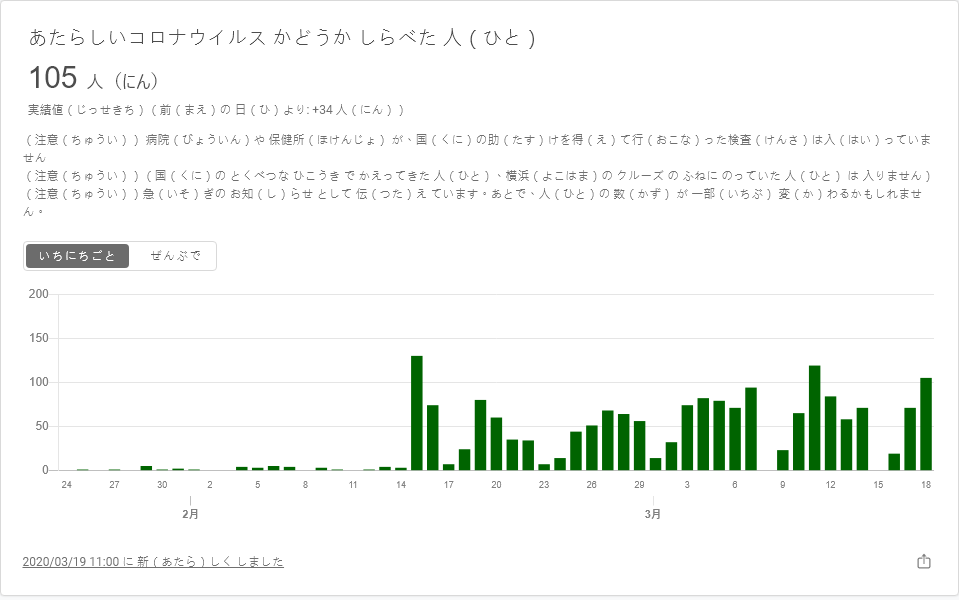 あたらしいコロナウイルス かどうか しらべた 人 ( ひと )
105 人（にん）
実績値 ( じっせきち ) ( 前 ( まえ ) の 日 ( ひ ) より: +34 人 ( にん ) )
( 注意 ( ちゅうい ) ) 病院 ( びょういん ) や 保健所 ( ほけんじょ ) が、国 ( くに ) の助 ( たす ) けを得 ( え ) て行 ( おこな ) った検査 ( けんさ ) は入 ( はい ) っていま
せん
( 注意 ( ちゅうい ) ) ( 国 ( くに ) の とくべつな ひこうき で かえってきた 人 ( ひと ) 、横浜 ( よこはま ) の クルーズ の ふねに のっていた 人 ( ひと ) は 入りません )
( 注意 ( ちゅうい ) ) 急 ( いそ ) ぎの お知 ( し ) らせ として 伝 ( つた ) え ています。あとで、人 ( ひと ) の 数 ( かず ) が 一部 ( いちぶ ) 変 ( か ) わるかもしれませ
ん。
いちにちごと ぜんぶで
200
150
100
50
0
24 27 30 2 5 8 11 14 17 20 23 26 29 3 6 9 12 15 18
2月 3月
2020/03/19 11:00 に 新 ( あたら ) しく しました